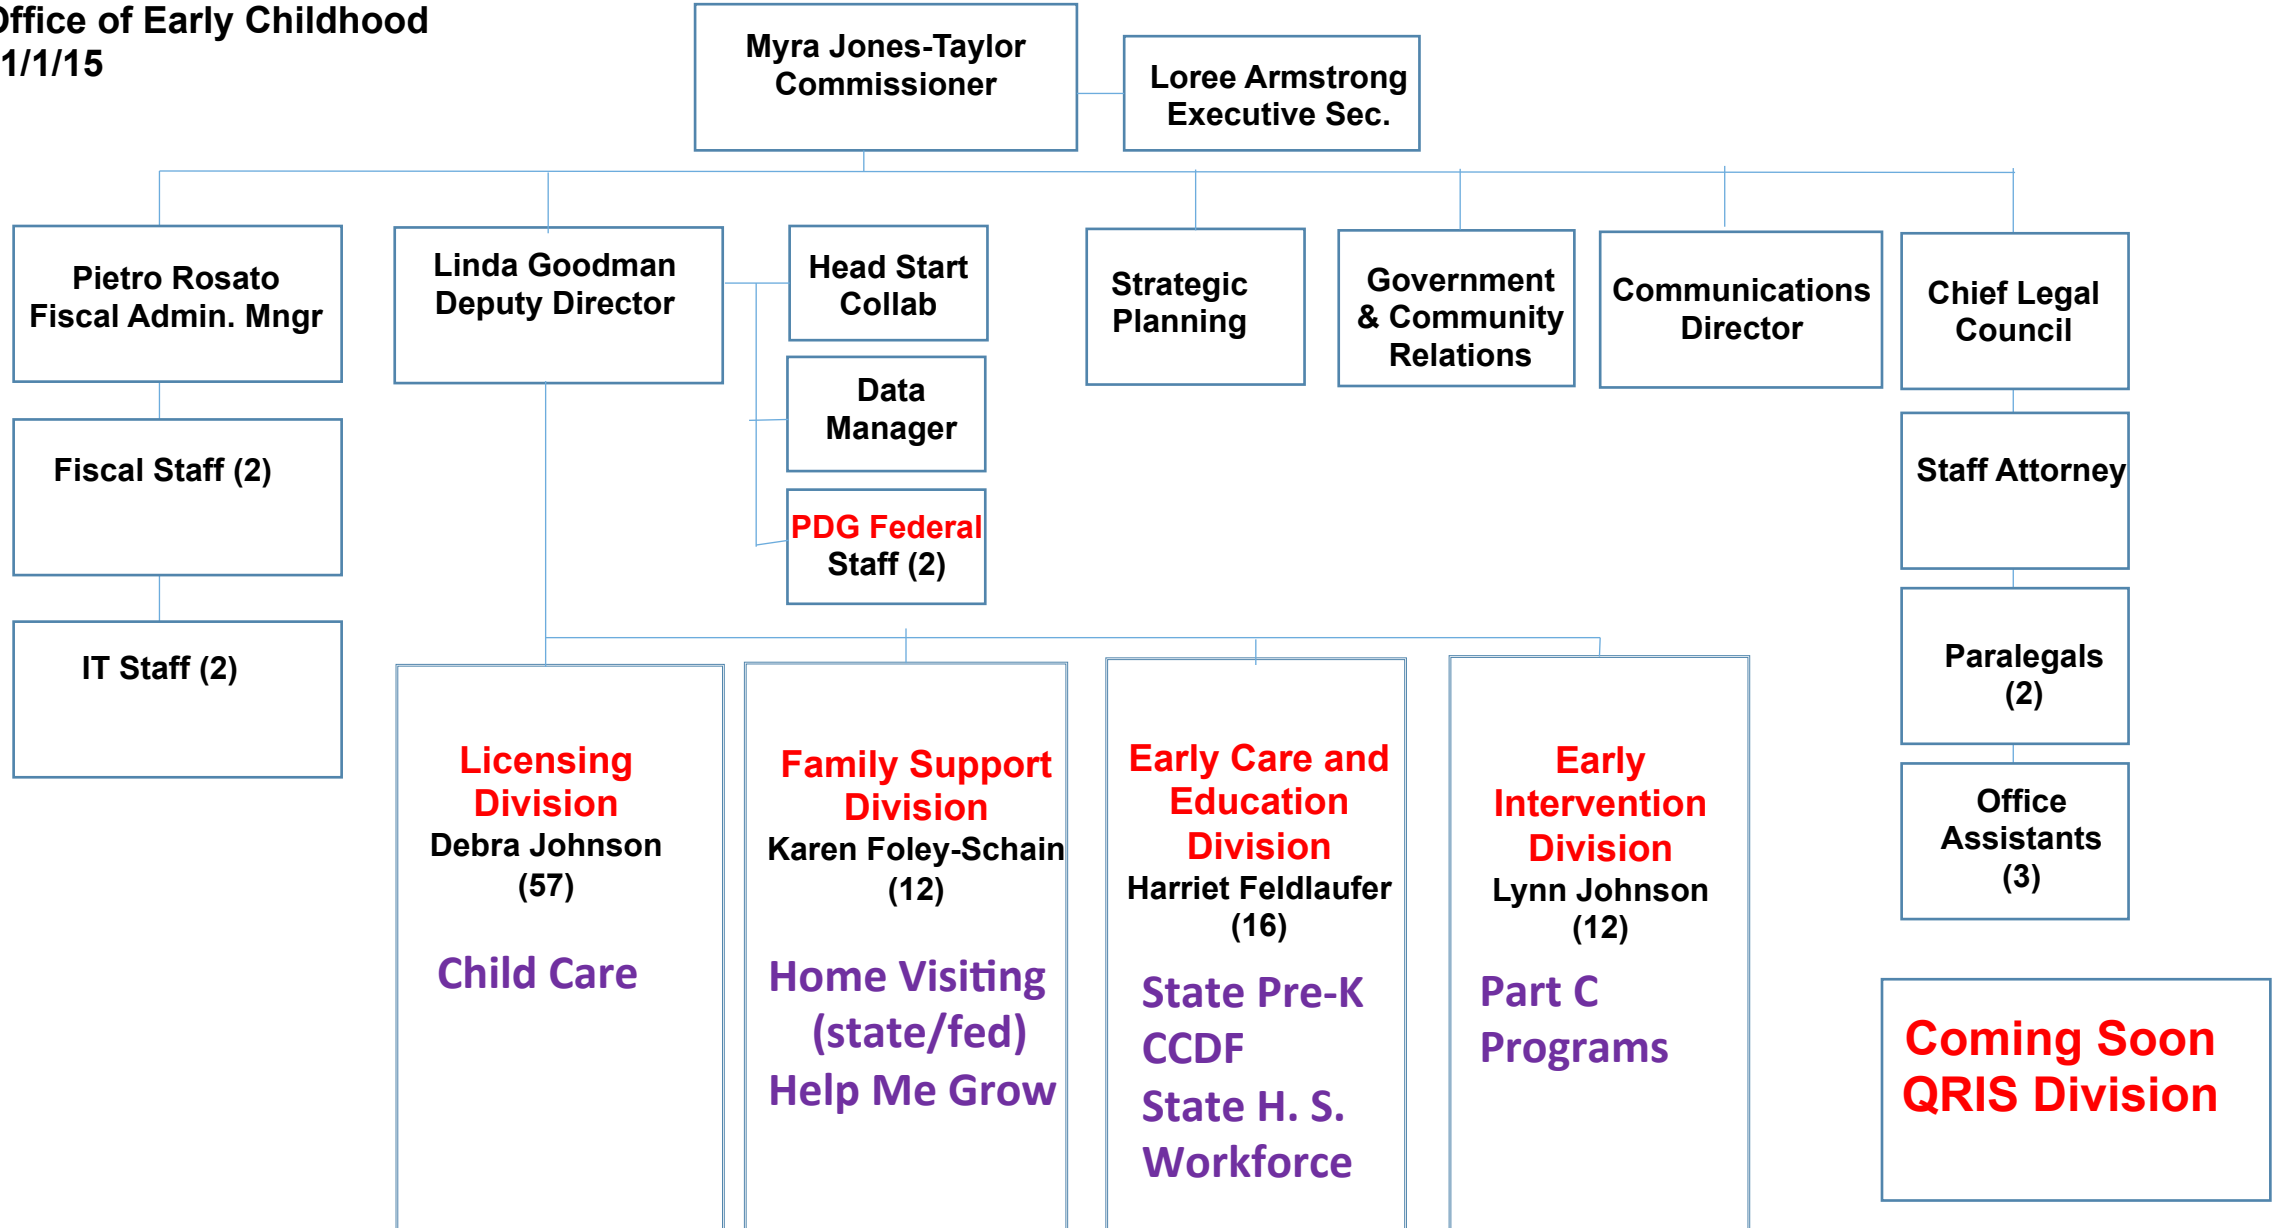 Office of Early Childhood
1/1/15
Myra Jones-Taylor
Commissioner
Loree Armstrong
Executive Sec.
Pietro Rosato
Fiscal Admin. Mngr
Linda Goodman
Deputy Director
Head Start
Collab
Strategic
Planning
Government
& Community
Relations
Communications
Director
Chief Legal
Council
Data
Manager
Fiscal Staff (2)
Staff Attorney
PDG Federal
Staff (2)
IT Staff (2)
Paralegals
(2)
Licensing
Division
Debra Johnson
(57)
Child Care
Family Support
Division
Karen Foley-Schain
(12)
Home Visiting
(state/fed)
Help Me Grow
Early Care and
Education
Division
Harriet Feldlaufer
(16)
State Pre-K
CCDF
State H. S.
Workforce
Early
Intervention
Division
Lynn Johnson
(12)
Part C
Programs
Office
Assistants
(3)
Coming Soon
QRIS Division